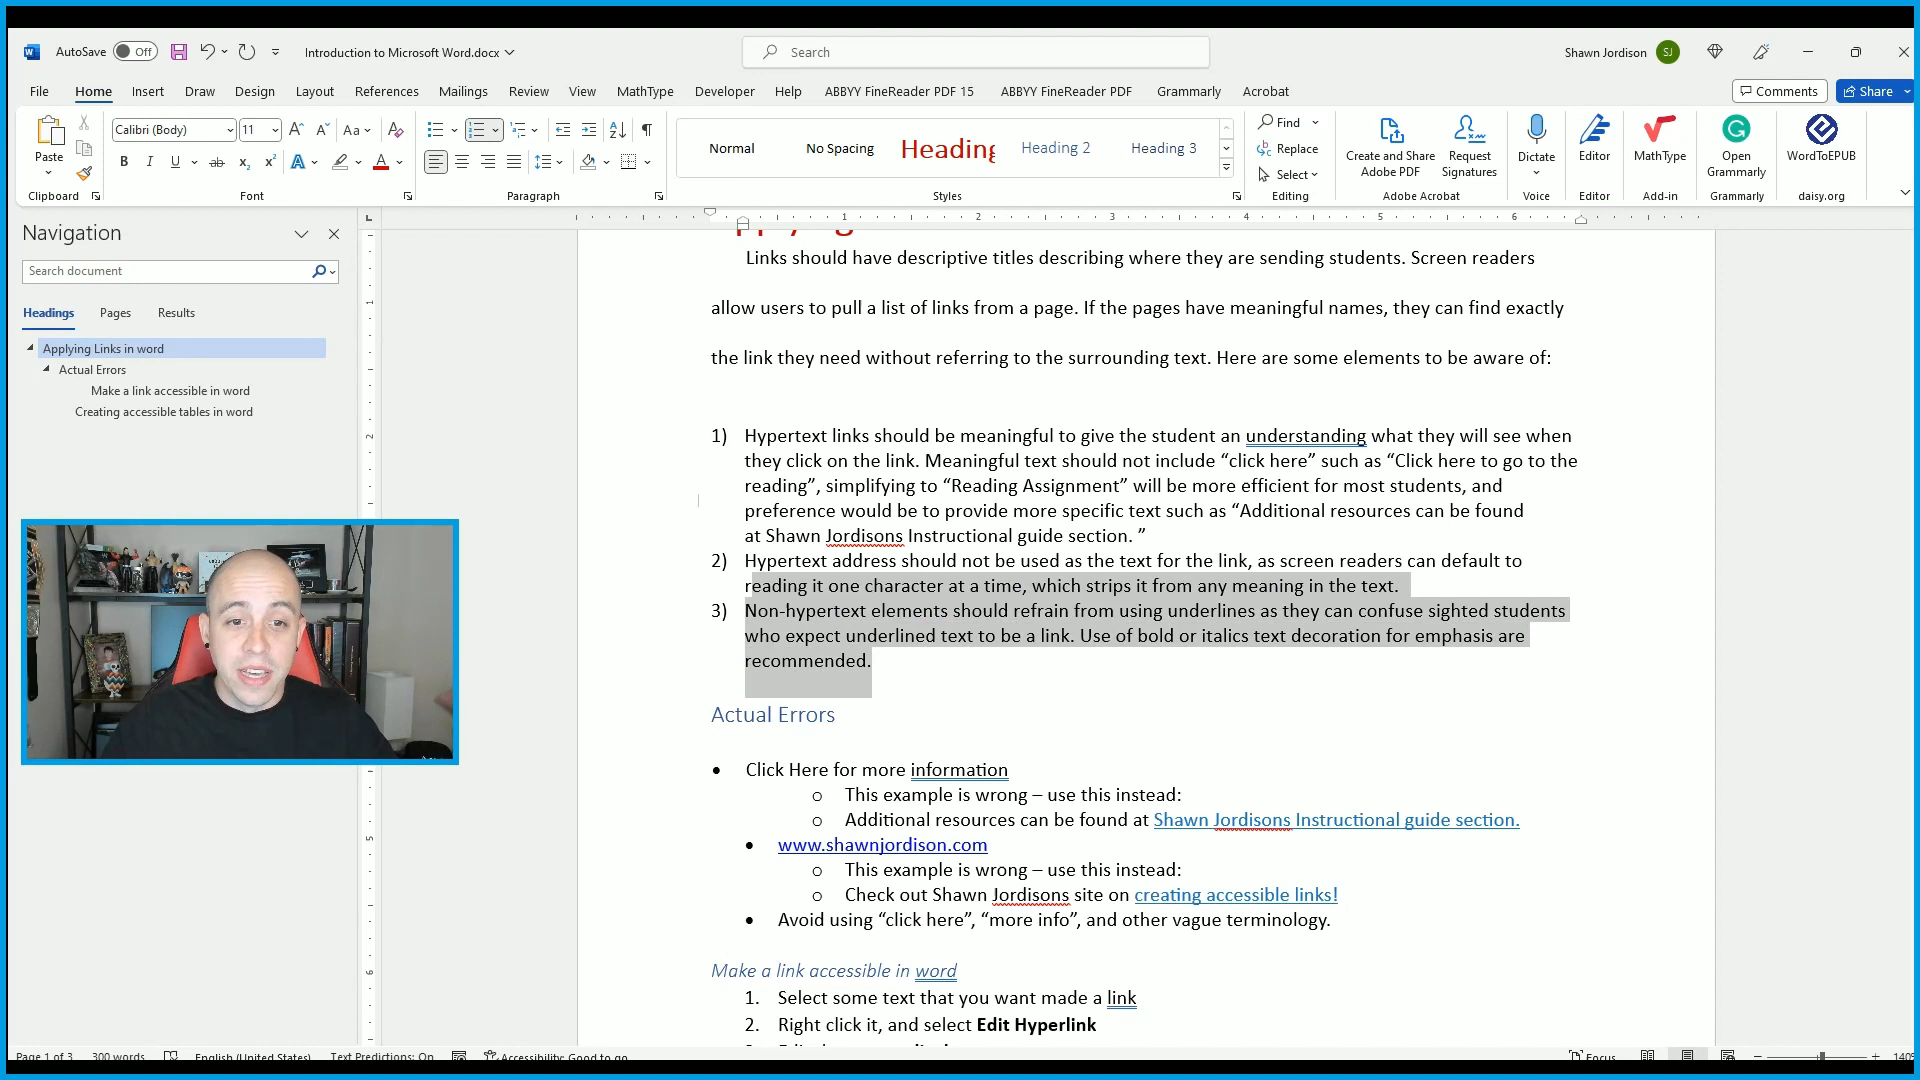 AutoSave Off Introduction to Microsoft Word.docx Search Shawn Jordison SJ
File Home Insert Draw Design Layout References Mailings Review View MathType Developer Help ABBYY FineReader PDF 15 ABBYY FineReader PDF Grammarly Acrobat Comments Share
Paste
Calibri (Body) 11
Normal No Spacing Heading Heading 2 Heading 3
Find
Replace
Select
Create and Share Adobe PDF
Request Signatures
Dictate
Editor
MathType
Open Grammarly
WordToEPUB
Clipboard Font Paragraph Styles Editing Adobe Acrobat Voice Editor Add-in Grammarly daisy.org
Navigation
Search document
Headings Pages Results
Applying Links in word
Actual Errors
Make a link accessible in word
Creating accessible tables in word
1 2 3 4 5 6
Links should have descriptive titles describing where they are sending students. Screen readers
allow users to pull a list of links from a page. If the pages have meaningful names, they can find exactly
the link they need without referring to the surrounding text. Here are some elements to be aware of:
1) Hypertext links should be meaningful to give the student an understanding what they will see when
they click on the link. Meaningful text should not include “click here” such as “Click here to go to the
reading”, simplifying to “Reading Assignment” will be more efficient for most students, and
preference would be to provide more specific text such as “Additional resources can be found
at Shawn Jordisons Instructional guide section. ”
2) Hypertext address should not be used as the text for the link, as screen readers can default to
reading it one character at a time, which strips it from any meaning in the text.
3) Non-hypertext elements should refrain from using underlines as they can confuse sighted students
who expect underlined text to be a link. Use of bold or italics text decoration for emphasis are
recommended.
Actual Errors
• Click Here for more information
o This example is wrong – use this instead:
o Additional resources can be found at Shawn Jordisons Instructional guide section.
• www.shawnjordison.com
o This example is wrong – use this instead:
o Check out Shawn Jordisons site on creating accessible links!
• Avoid using “click here”, “more info”, and other vague terminology.
Make a link accessible in word
1. Select some text that you want made a link
2. Right click it, and select Edit Hyperlink
Page 1 of 3 300 words English (United States) Text Predictions: On Accessibility: Good to go Focus 140%